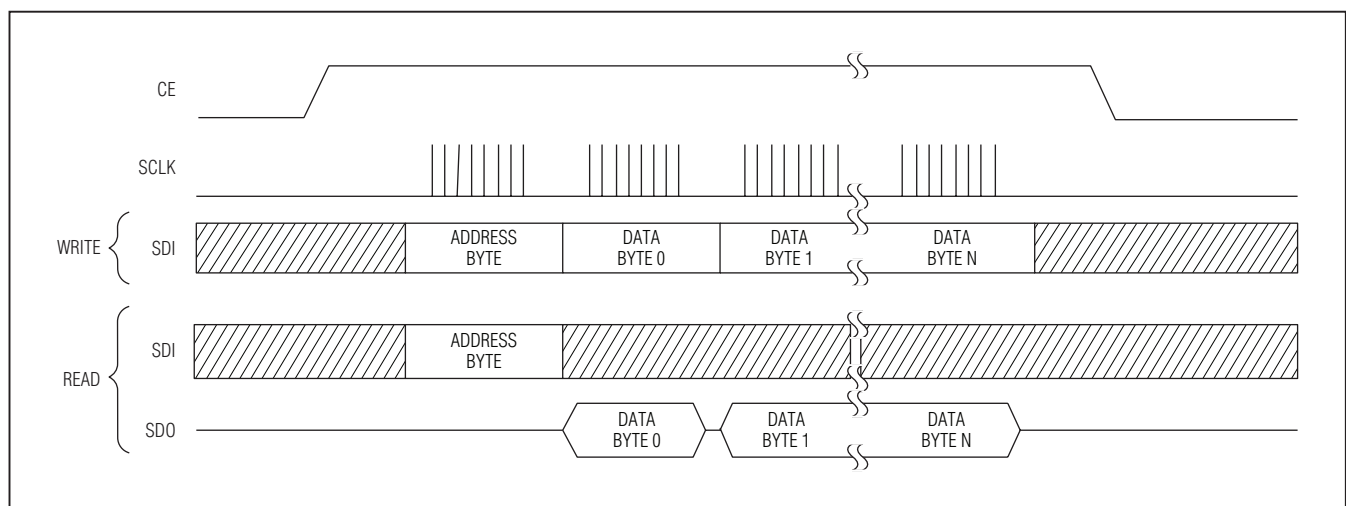 CE
SCLK
WRITE
SDI
ADDRESS
BYTE
DATA
BYTE 0
DATA
BYTE 1
DATA
BYTE N
READ
SDI
ADDRESS
BYTE
SDO
DATA
BYTE 0
DATA
BYTE 1
DATA
BYTE N